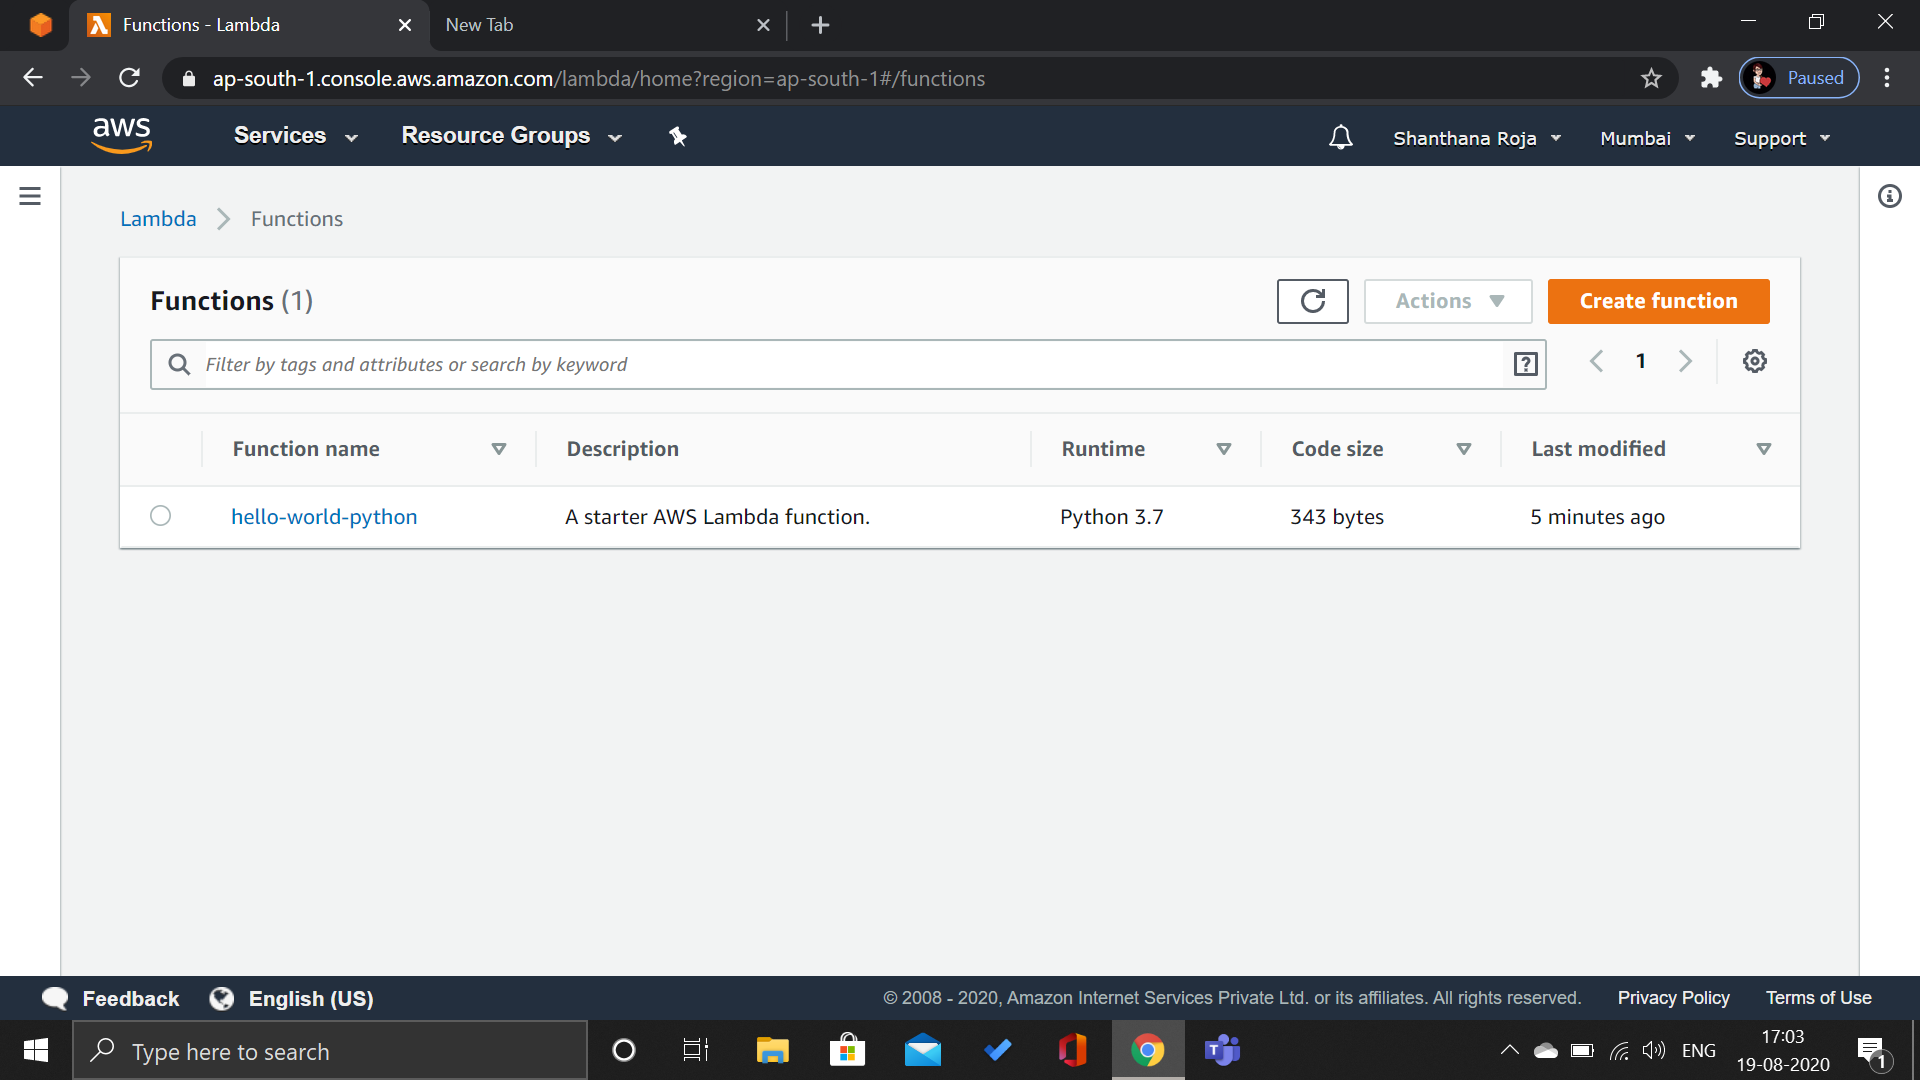 Functions - Lambda
New Tab
ap-south-1.console.aws.amazon.com/lambda/home?region=ap-south-1#/functions
Paused
aws
Services
Resource Groups
Shanthana Roja
Mumbai
Support
Lambda
Functions
Functions (1)
Actions
Create function
Filter by tags and attributes or search by keyword
1
Function name
Description
Runtime
Code size
Last modified
hello-world-python
A starter AWS Lambda function.
Python 3.7
343 bytes
5 minutes ago
Feedback
English (US)
© 2008 - 2020, Amazon Internet Services Private Ltd. or its affiliates. All rights reserved.
Privacy Policy
Terms of Use
Type here to search
ENG
17:03
19-08-2020
1